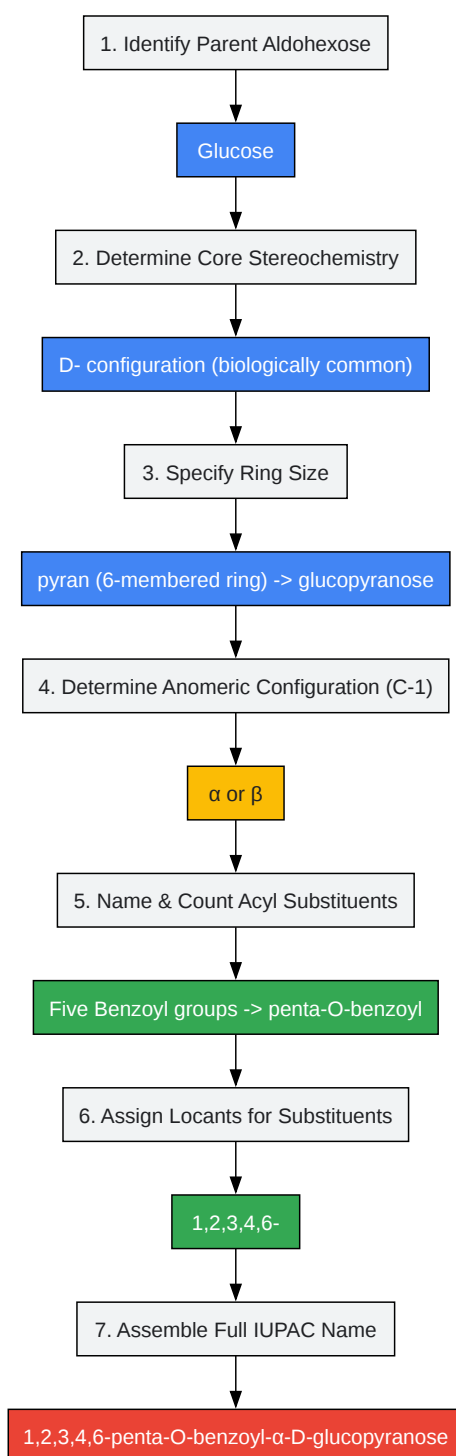 1. Identify Parent Aldohexose
Glucose
2. Determine Core Stereochemistry
D- configuration (biologically common)
3. Specify Ring Size
pyran (6-membered ring) -> glucopyranose
4. Determine Anomeric Configuration (C-1)
α or β
5. Name & Count Acyl Substituents
Five Benzoyl groups -> penta-O-benzoyl
6. Assign Locants for Substituents
1,2,3,4,6-
7. Assemble Full IUPAC Name
1,2,3,4,6-penta-O-benzoyl-α-D-glucopyranose